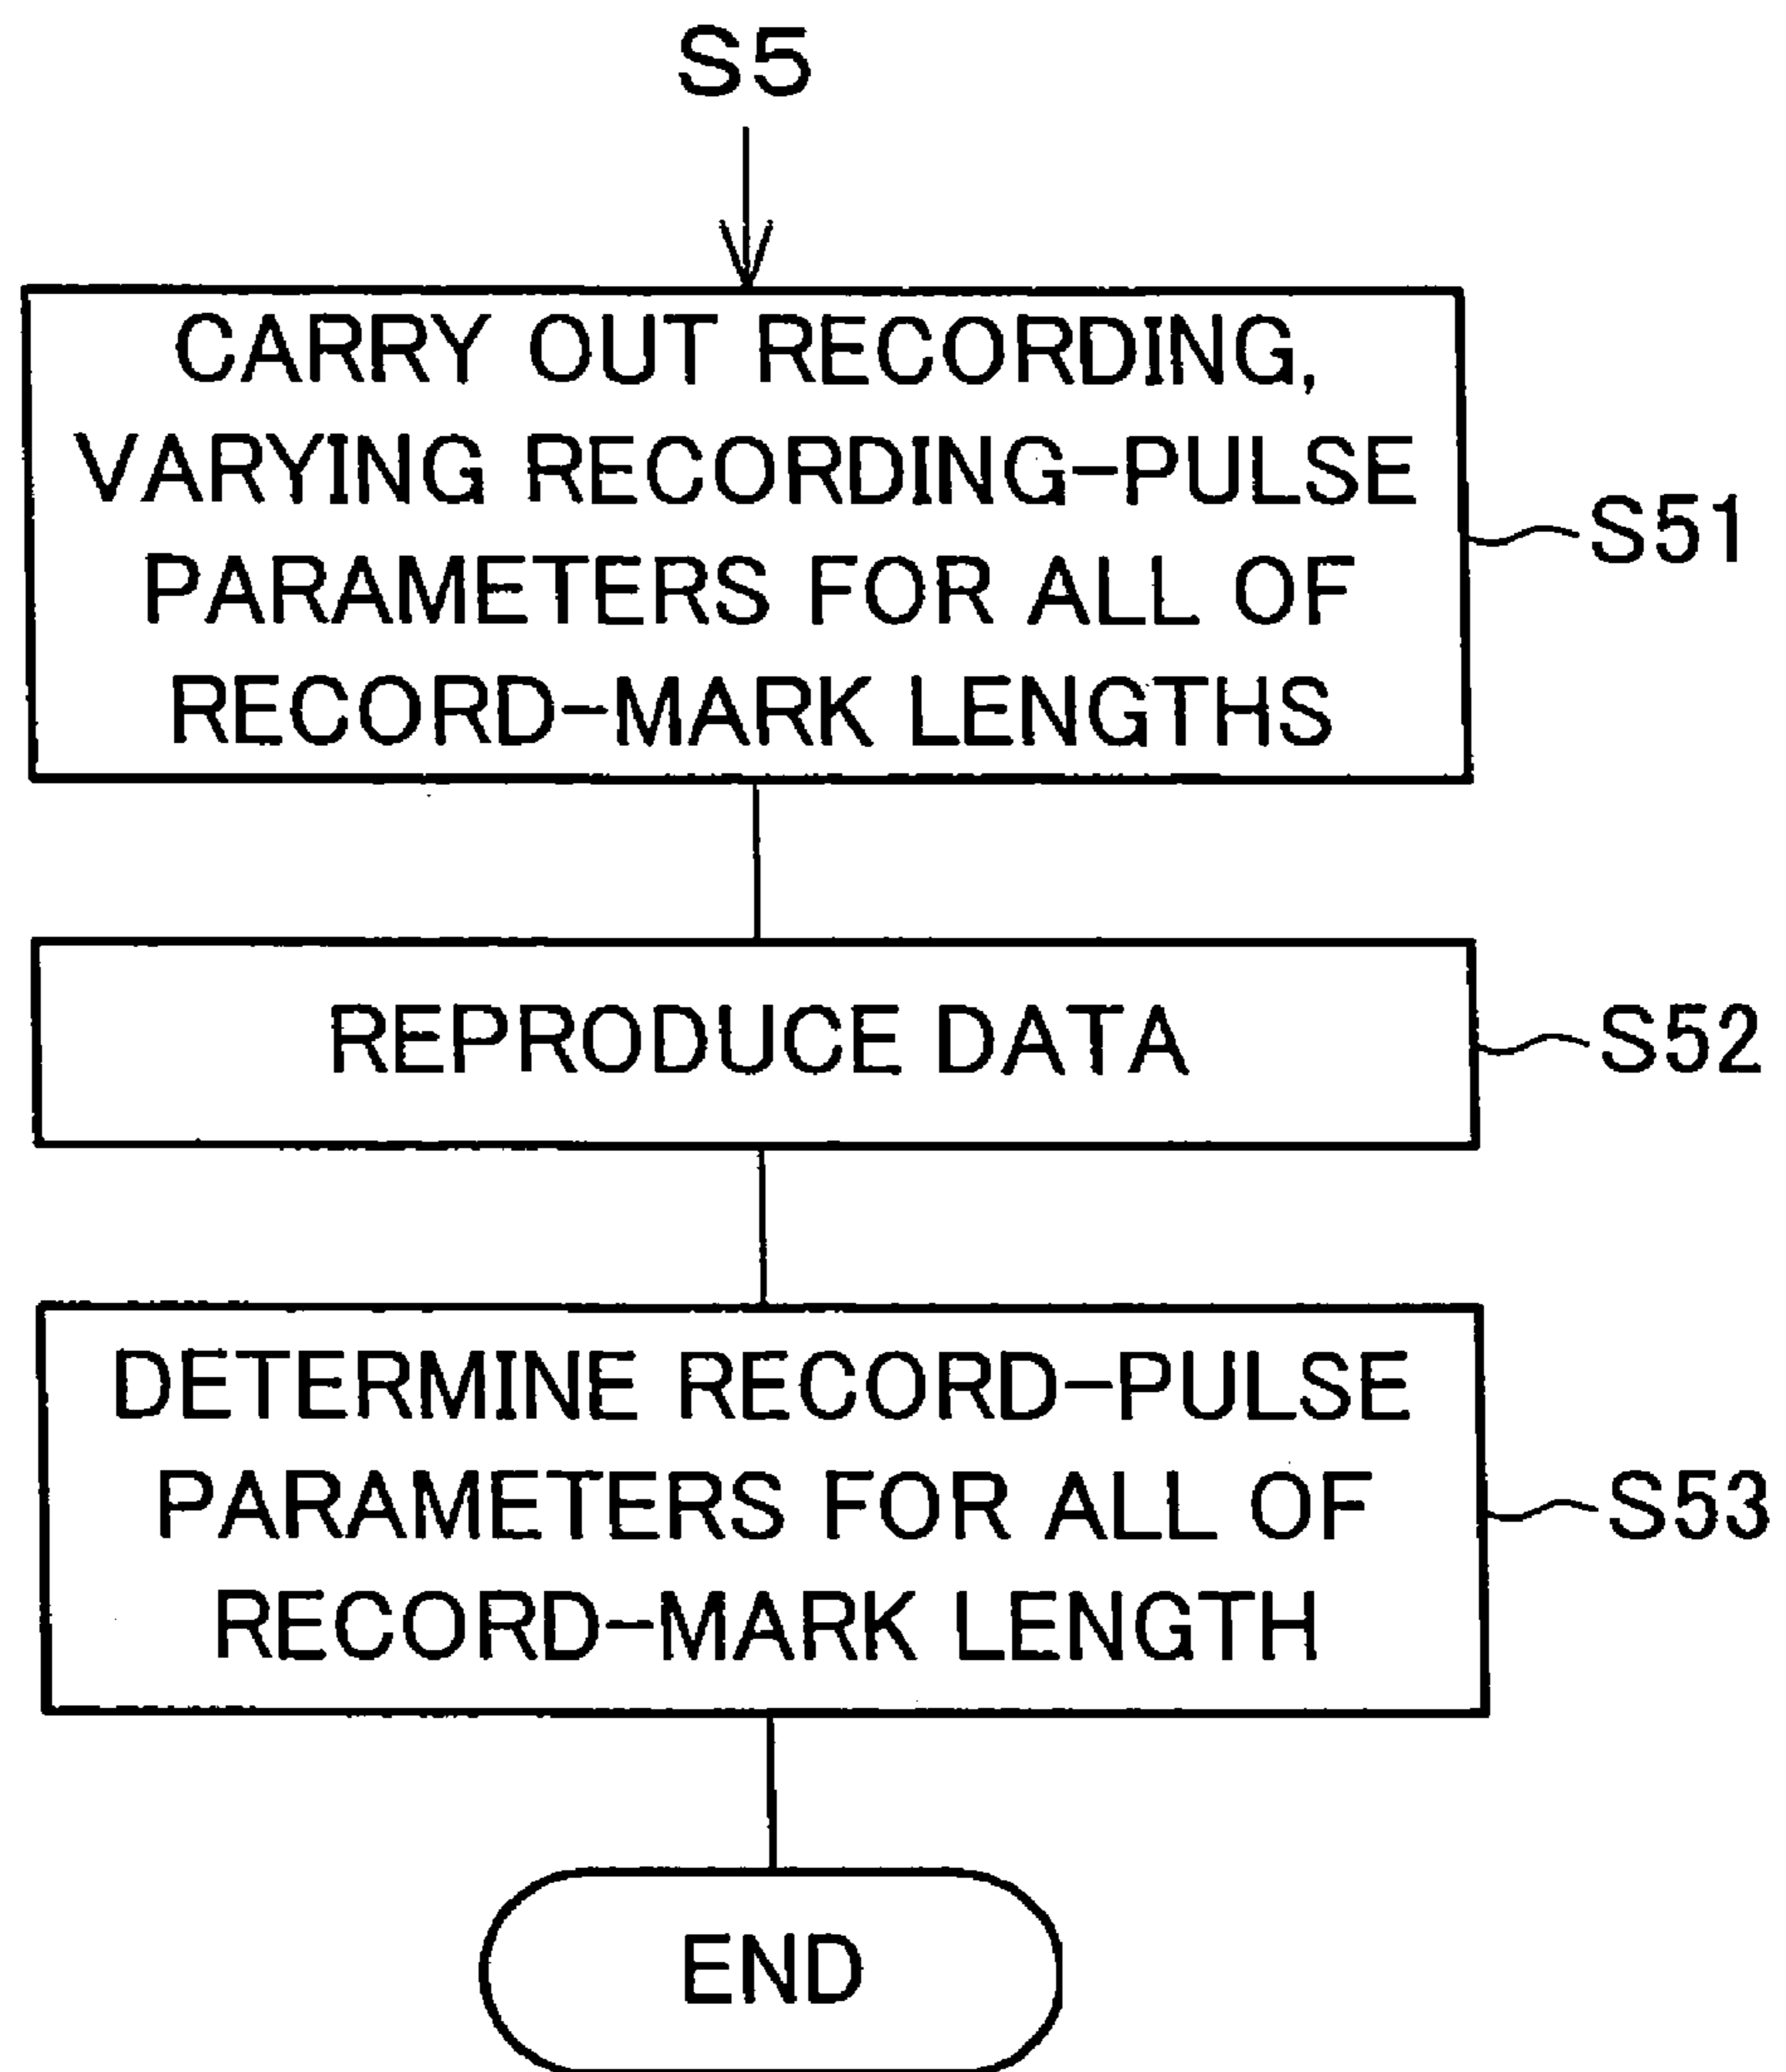 S5
CARRY OUT RECORDING,
VARYING RECORDING-PULSE
PARAMETERS FOR ALL OF
RECORD-MARK LENGTHS
S51
REPRODUCE DATA
S52
DETERMINE RECORD-PULSE
PARAMETERS FOR ALL OF
RECORD-MARK LENGTH
S53
END